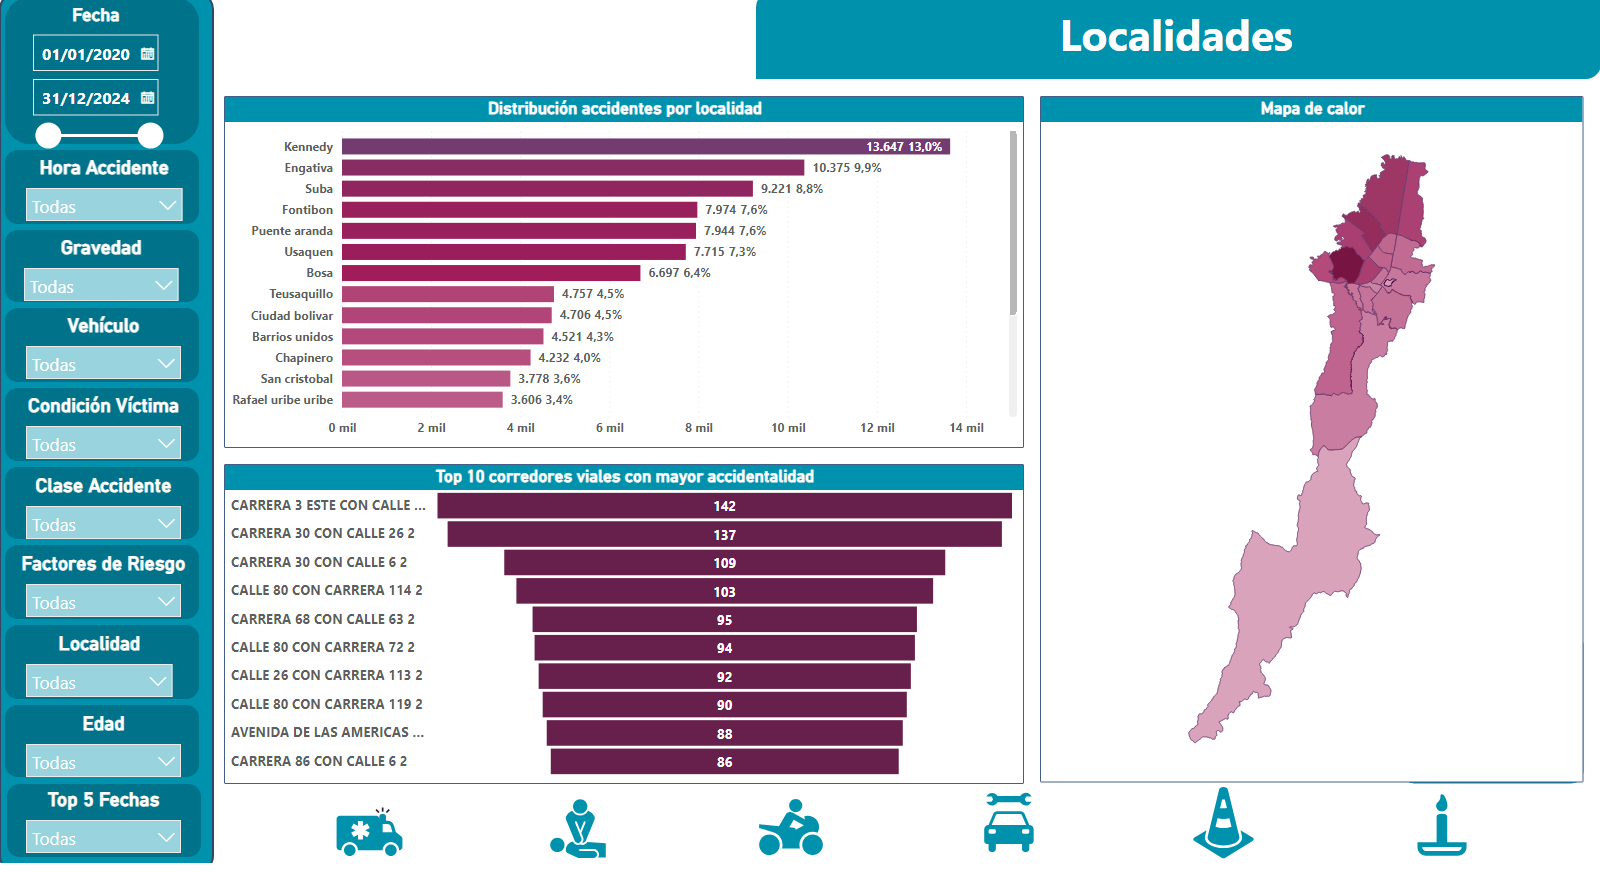 Fecha
01/01/2020
31/12/2024
Hora Accidente
Todas
Gravedad
Todas
Vehículo
Todas
Condición Víctima
Todas
Clase Accidente
Todas
Factores de Riesgo
Todas
Localidad
Todas
Edad
Todas
Top 5 Fechas
Todas
Localidades
Distribución accidentes por localidad
Kennedy 13.647 13,0%
Engativa 10.375 9,9%
Suba 9.221 8,8%
Fontibon 7.974 7,6%
Puente aranda 7.944 7,6%
Usaquen 7.715 7,3%
Bosa 6.697 6,4%
Teusaquillo 4.757 4,5%
Ciudad bolivar 4.706 4,5%
Barrios unidos 4.521 4,3%
Chapinero 4.232 4,0%
San cristobal 3.778 3,6%
Rafael uribe uribe 3.606 3,4%
0 mil 2 mil 4 mil 6 mil 8 mil 10 mil 12 mil 14 mil
Top 10 corredores viales con mayor accidentalidad
CARRERA 3 ESTE CON CALLE ... 142
CARRERA 30 CON CALLE 26 2 137
CARRERA 30 CON CALLE 6 2 109
CALLE 80 CON CARRERA 114 2 103
CARRERA 68 CON CALLE 63 2 95
CALLE 80 CON CARRERA 72 2 94
CALLE 26 CON CARRERA 113 2 92
CALLE 80 CON CARRERA 119 2 90
AVENIDA DE LAS AMERICAS ... 88
CARRERA 86 CON CALLE 6 2 86
Mapa de calor